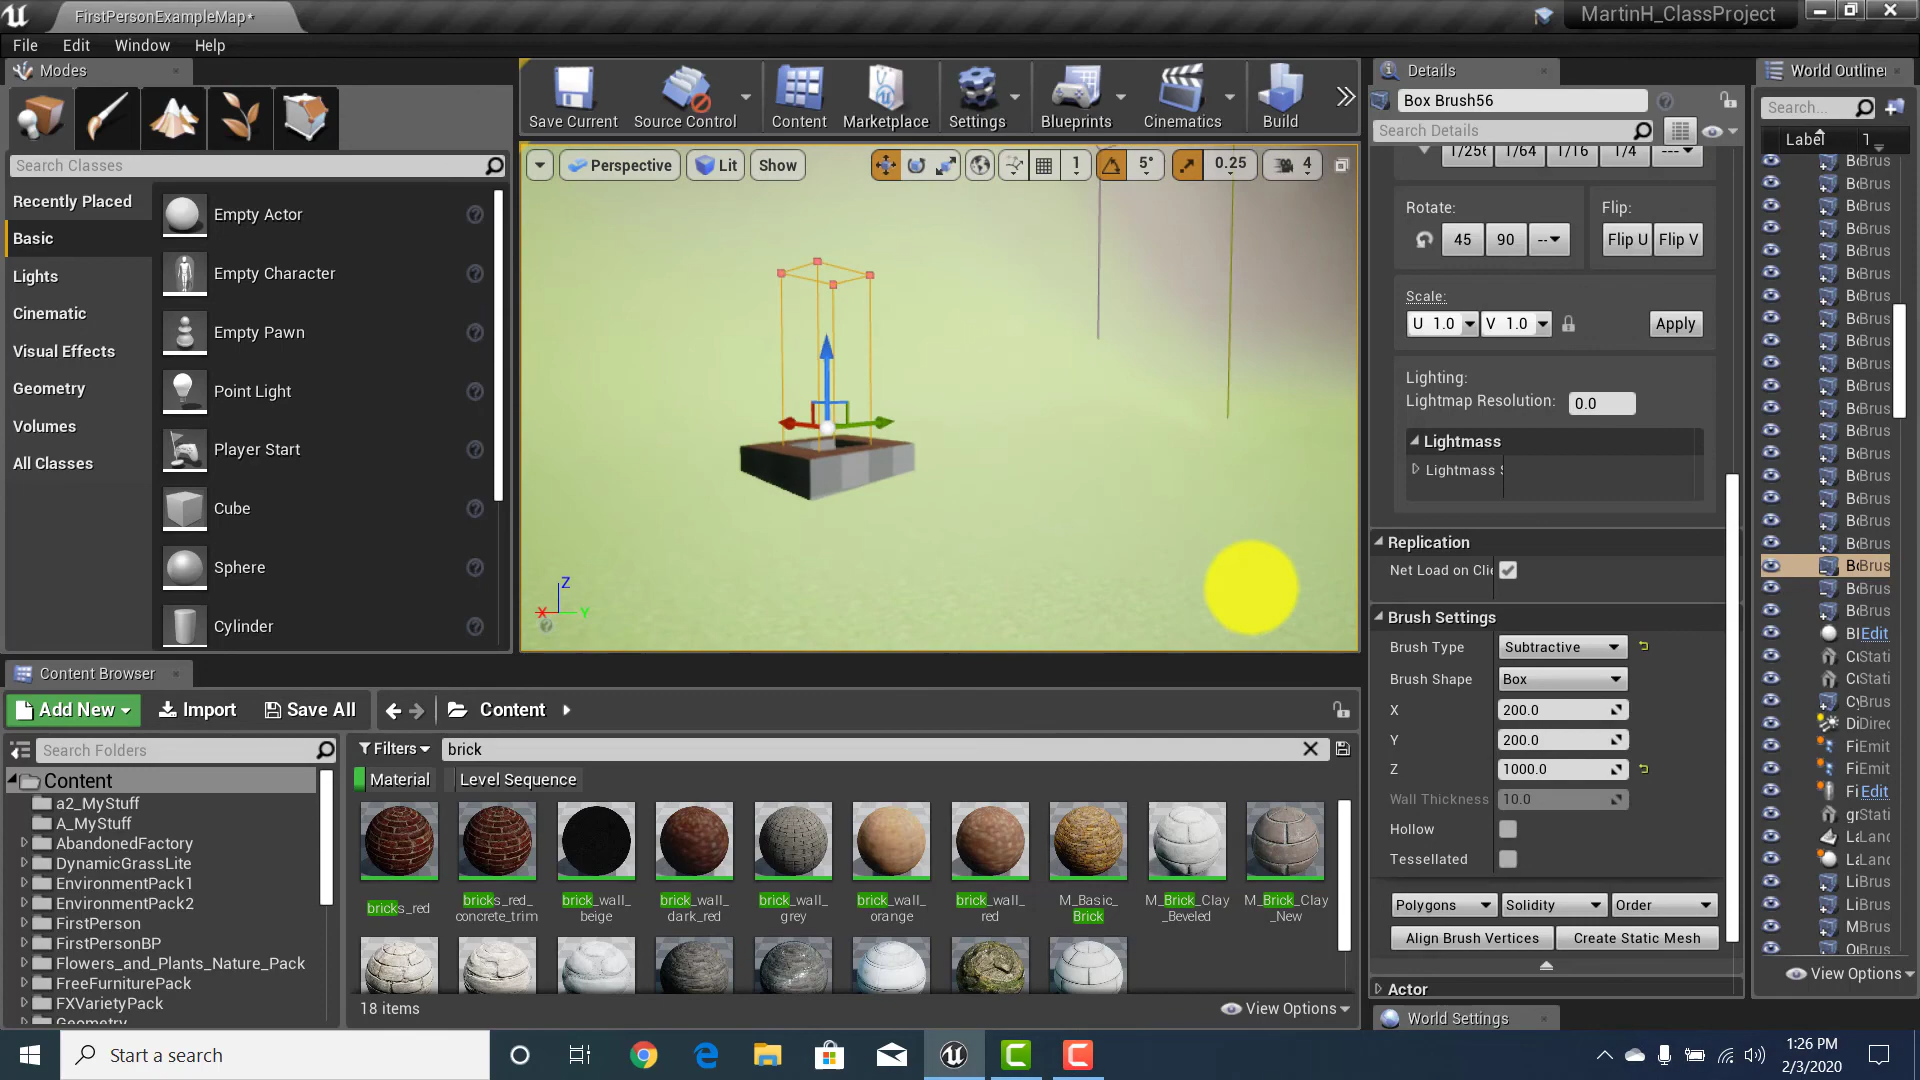 FirstPersonExampleMap*
MartinH_ClassProject
File Edit Window Help
Modes
Search Classes
Recently Placed
Basic
Lights
Cinematic
Visual Effects
Geometry
Volumes
All Classes
Empty Actor
Empty Character
Empty Pawn
Point Light
Player Start
Cube
Sphere
Cylinder
Save Current Source Control Content Marketplace Settings Blueprints Cinematics Build
Perspective Lit Show 1 5° 0.25 4
Z
X Y
Content Browser
Add New Import Save All Content
Search Folders
Content
a2_MyStuff
A_MyStuff
AbandonedFactory
DynamicGrassLite
EnvironmentPack1
EnvironmentPack2
FirstPerson
FirstPersonBP
Flowers_and_Plants_Nature_Pack
FreeFurniturePack
FXVarietyPack
Geometry
Filters brick
Material Level Sequence
bricks_red
bricks_red_
concrete_trim
brick_wall_
beige
brick_wall_
dark_red
brick_wall_
grey
brick_wall_
orange
brick_wall_
red
M_Basic_
Brick
M_Brick_Clay
_Beveled
M_Brick_Clay
_New
18 items
View Options
Details
Box Brush56
Search Details
1/256 1/64 1/16 1/4 ---
Rotate: Flip:
45 90 -- Flip U Flip V
Scale:
U 1.0 V 1.0 Apply
Lighting:
Lightmap Resolution: 0.0
Lightmass
Lightmass S
Replication
Net Load on Clie
Brush Settings
Brush Type Subtractive
Brush Shape Box
X 200.0
Y 200.0
Z 1000.0
Wall Thickness 10.0
Hollow
Tessellated
Polygons Solidity Order
Align Brush Vertices Create Static Mesh
Actor
World Settings
World Outliner
Search...
Label
Edit
Edit
View Options
Start a search
1:26 PM
2/3/2020